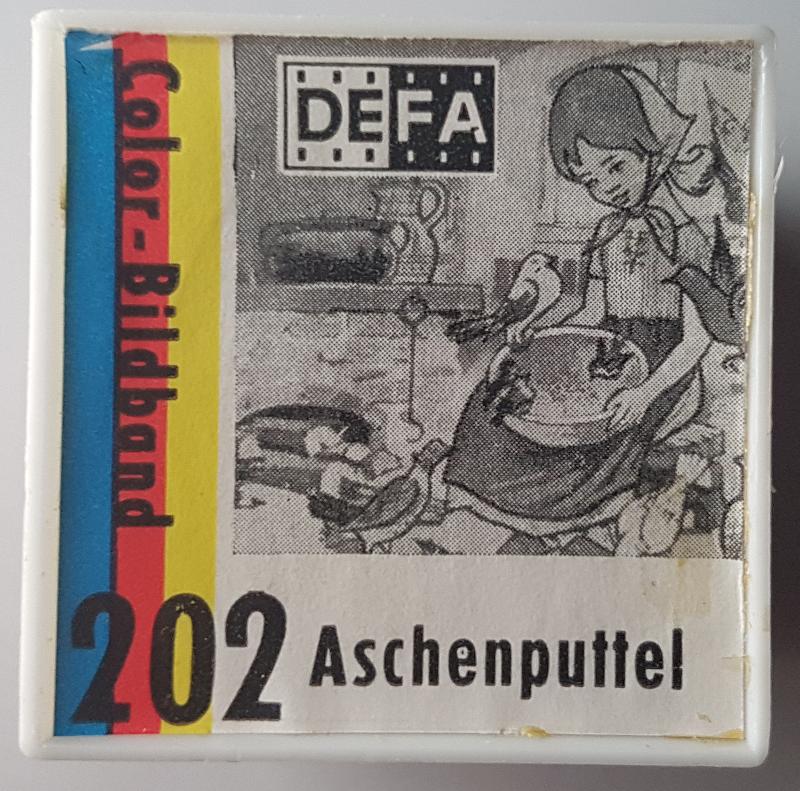 DEFA
Color-Bildband
202 Aschenputtel